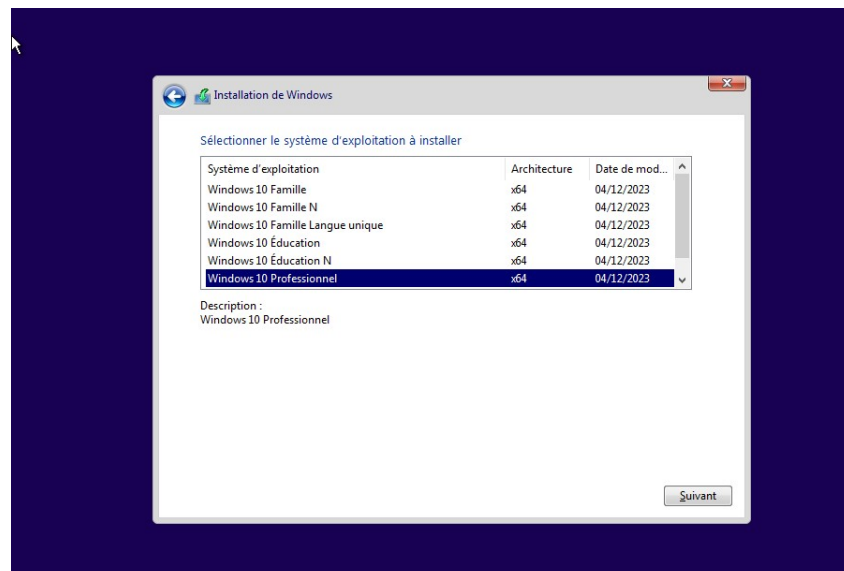 Installation de Windows
Sélectionner le système d'exploitation à installer
Système d'exploitation Architecture Date de mod...
Windows 10 Famille x64 04/12/2023
Windows 10 Famille N x64 04/12/2023
Windows 10 Famille Langue unique x64 04/12/2023
Windows 10 Éducation x64 04/12/2023
Windows 10 Éducation N x64 04/12/2023
Windows 10 Professionnel x64 04/12/2023
Description :
Windows 10 Professionnel
Suivant